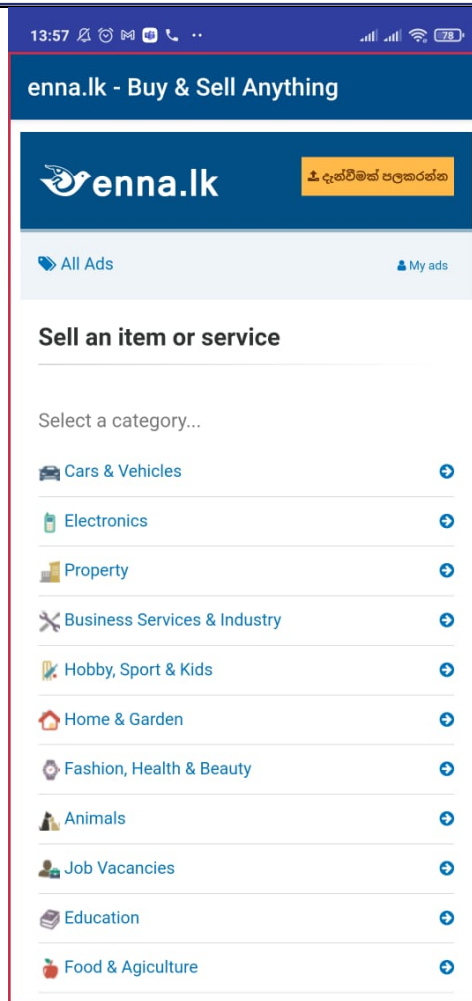 13:57
78
enna.lk - Buy & Sell Anything
enna.lk
දැන්වීමක් පලකරන්න
All Ads
My ads
Sell an item or service
Select a category...
Cars & Vehicles
Electronics
Property
Business Services & Industry
Hobby, Sport & Kids
Home & Garden
Fashion, Health & Beauty
Animals
Job Vacancies
Education
Food & Agiculture